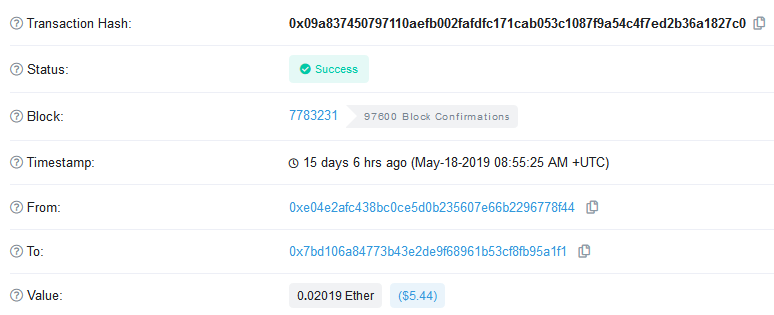 Transaction Hash: 0x09a837450797110aefb002fafdfc171cab053c1087f9a54c4f7ed2b36a1827c0
Status: Success
Block: 7783231 97600 Block Confirmations
Timestamp: 15 days 6 hrs ago (May-18-2019 08:55:25 AM +UTC)
From: 0xe04e2afc438bc0ce5d0b235607e66b2296778f44
To: 0x7bd106a84773b43e2de9f68961b53cf8fb95a1f1
Value: 0.02019 Ether ($5.44)